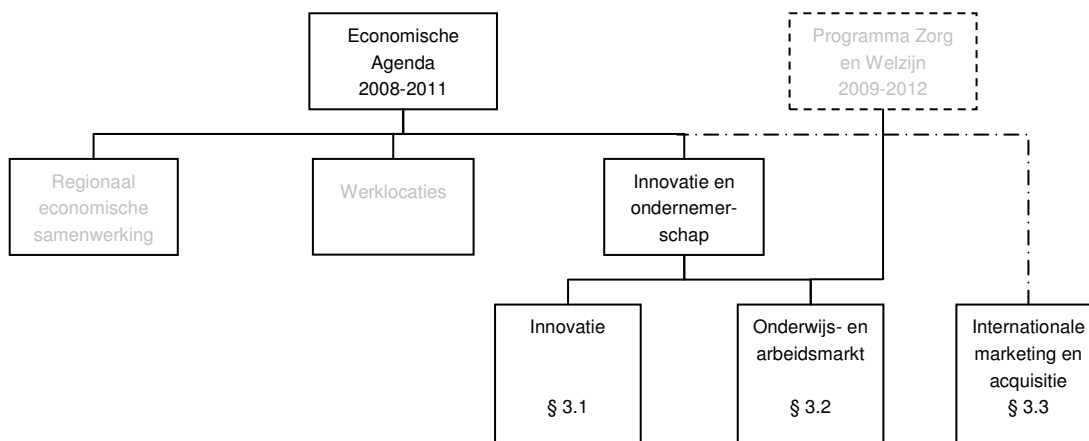 Economische
Agenda
2008-2011
Programma Zorg
en Welzijn
2009-2012
Regionaal
economische
samenwerking
Werklocaties
Innovatie en
ondernemer-
schap
Innovatie
§ 3.1
Onderwijs- en
arbeidsmarkt
§ 3.2
Internationale
marketing en
acquisitie
§ 3.3